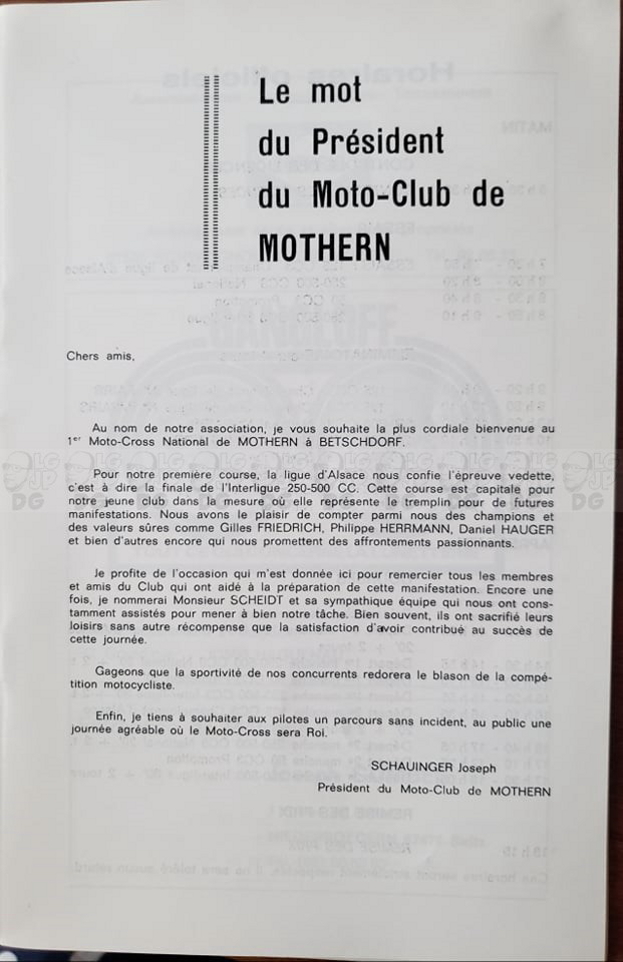 Le mot
du Président
du Moto-Club de
MOTHERN
Chers amis,
Au nom de notre association, je vous souhaite la plus cordiale bienvenue au
1er Moto-Cross National de MOTHERN à BETSCHDORF.
Pour notre première course, la ligue d'Alsace nous confie l'épreuve vedette,
c'est à dire la finale de l'Interligue 250-500 CC. Cette course est capitale pour
notre jeune club dans la mesure où elle représente le tremplin pour de futures
manifestations. Nous avons le plaisir de compter parmi nous des champions et
des valeurs sûres comme Gilles FRIEDRICH, Philippe HERRMANN, Daniel HAUGER
et bien d'autres encore qui nous promettent des affrontements passionnants.
Je profite de l'occasion qui m'est donnée ici pour remercier tous les membres
et amis du Club qui ont aidé à la préparation de cette manifestation. Encore une
fois, je nommerai Monsieur SCHEIDT et sa sympathique équipe qui nous ont cons-
tamment assistés pour mener à bien notre tâche. Bien souvent, ils ont sacrifié leurs
loisirs sans autre récompense que la satisfaction d'avoir contribué au succès de
cette journée.
Gageons que la sportivité de nos concurrents redorera le blason de la compé-
tition motocycliste.
Enfin, je tiens à souhaiter aux pilotes un parcours sans incident, au public une
journée agréable où le Moto-Cross sera Roi.
SCHAUINGER Joseph
Président du Moto-Club de MOTHERN